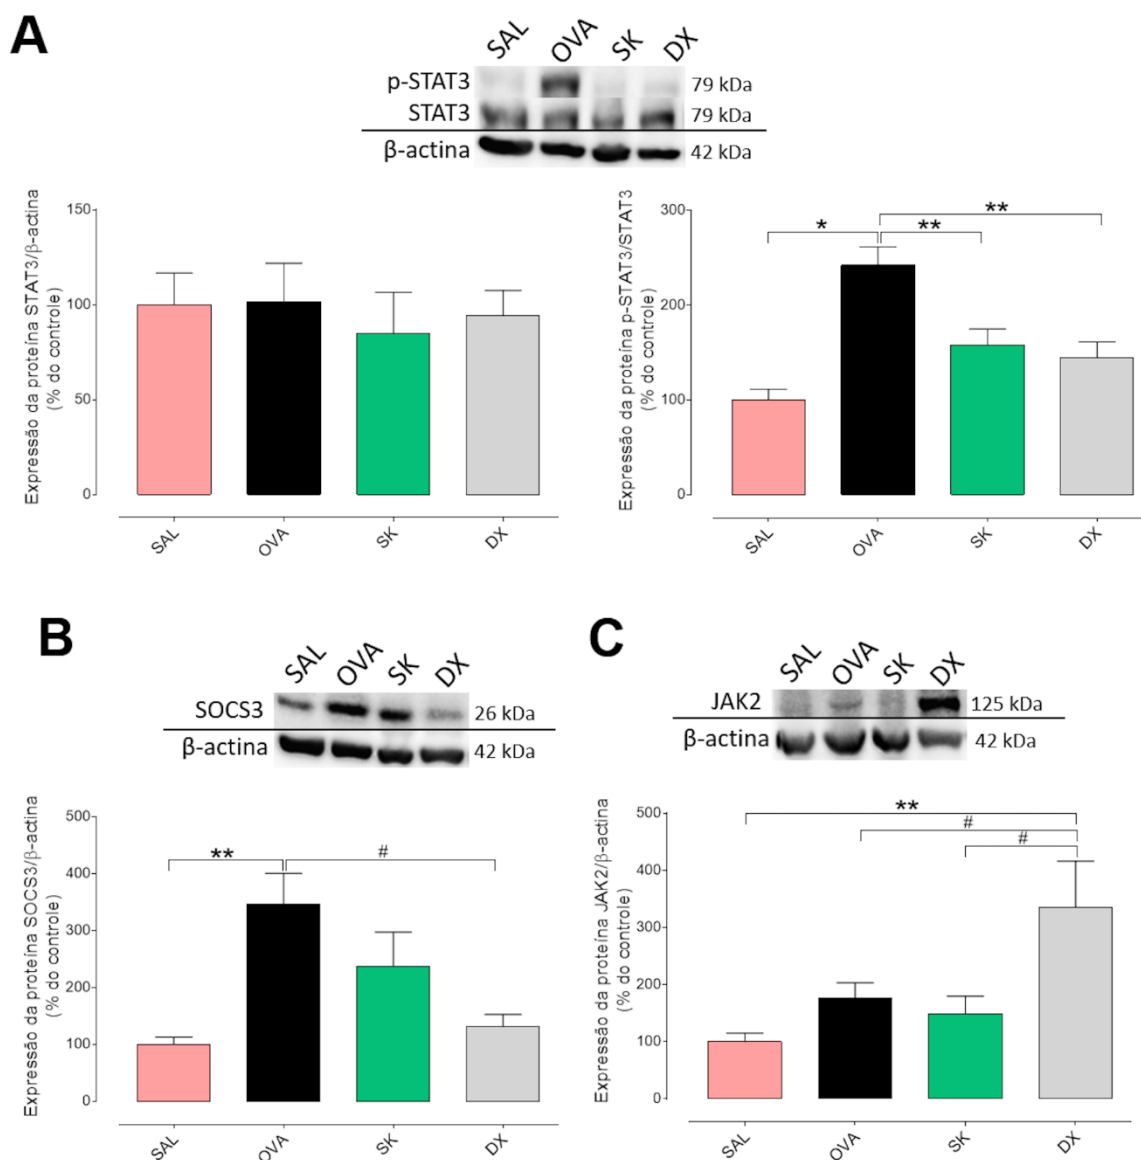 A
SAL OVA SK DX
p-STAT3 79 kDa
STAT3 79 kDa
β-actina 42 kDa
Expressão da proteína STAT3/β-actina
(% do controle)
150
100
50
0
SAL OVA SK DX
Expressão da proteína p-STAT3/STAT3
(% do controle)
300
200
100
0
* ** **
SAL OVA SK DX
B
SAL OVA SK DX
SOCS3 26 kDa
β-actina 42 kDa
Expressão da proteína SOCS3/β-actina
(% do controle)
500
400
300
200
100
0
** #
SAL OVA SK DX
C
SAL OVA SK DX
JAK2 125 kDa
β-actina 42 kDa
Expressão da proteína JAK2/β-actina
(% do controle)
500
400
300
200
100
0
**
#
#
SAL OVA SK DX